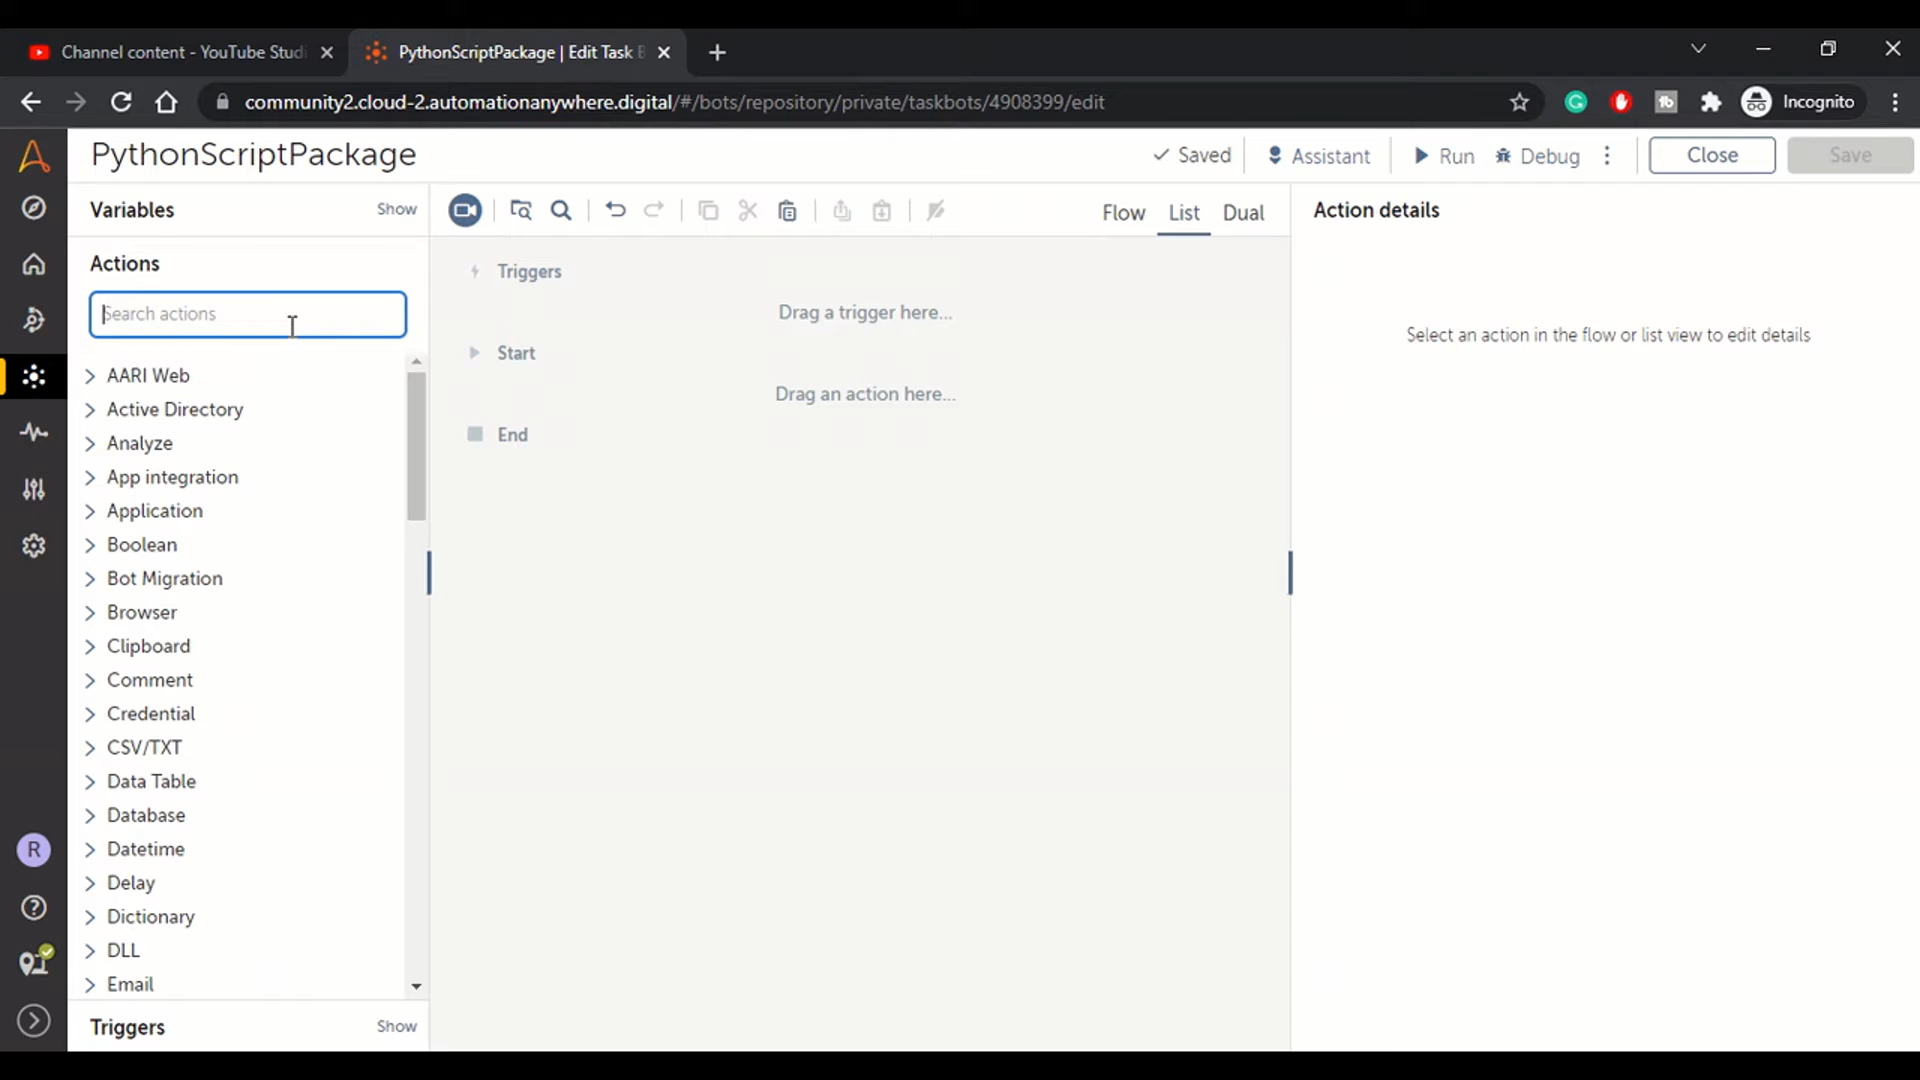 Channel content - YouTube Studi
PythonScriptPackage | Edit Task B
community2.cloud-2.automationanywhere.digital/#/bots/repository/private/taskbots/4908399/edit
Incognito
PythonScriptPackage
Saved
Assistant
Run
Debug
Close
Save
Variables
Show
Flow
List
Dual
Action details
Actions
Search actions
Triggers
Drag a trigger here...
Start
Drag an action here...
End
Select an action in the flow or list view to edit details
AARI Web
Active Directory
Analyze
App integration
Application
Boolean
Bot Migration
Browser
Clipboard
Comment
Credential
CSV/TXT
Data Table
Database
Datetime
Delay
Dictionary
DLL
Email
R
Triggers
Show